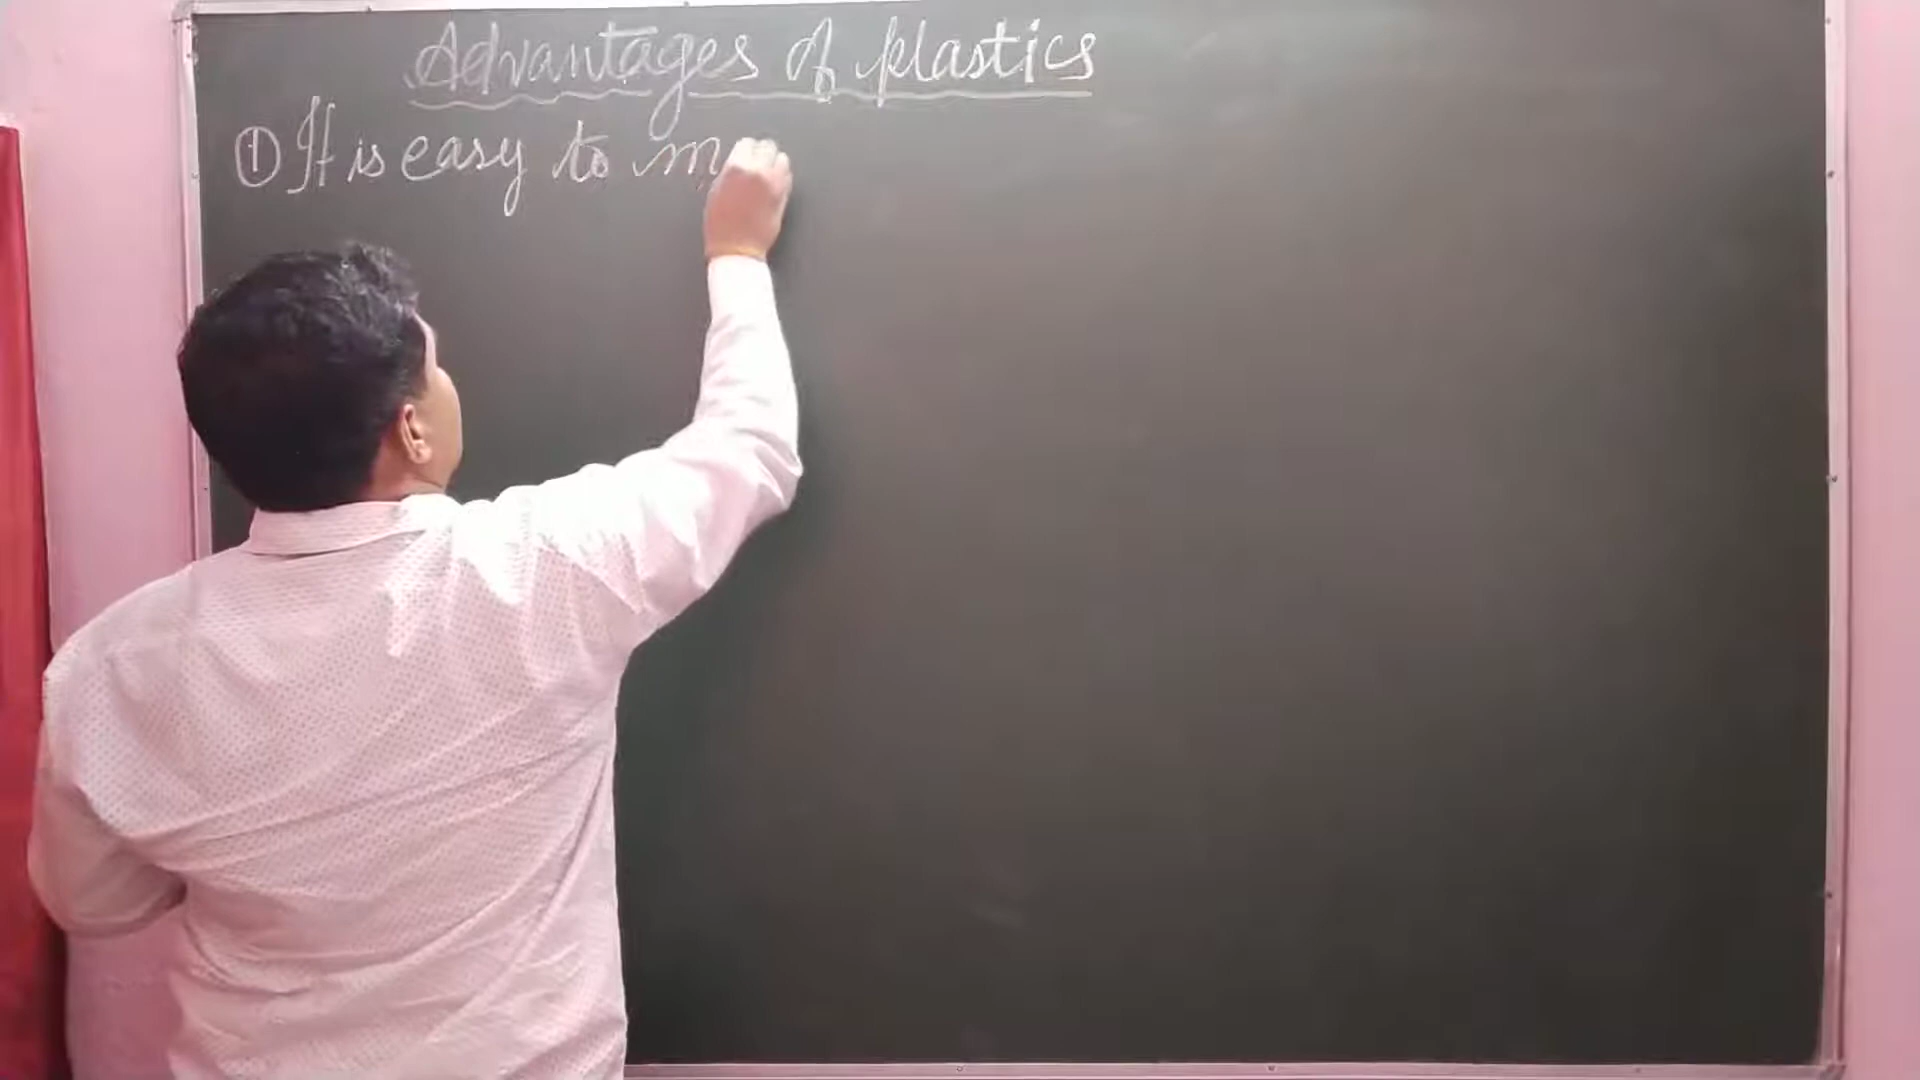 Advantages of plastics
① It is easy to m